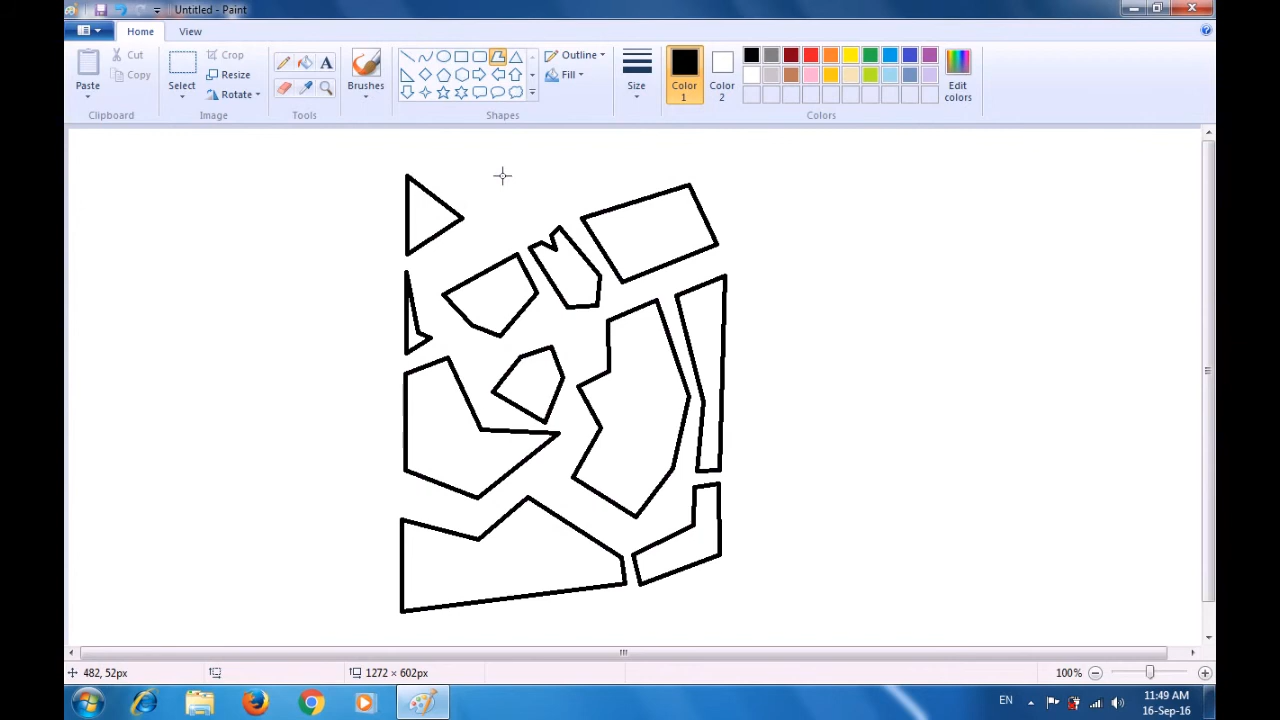 Untitled - Paint
Home View
Paste
Cut
Copy
Clipboard
Select
Crop
Resize
Rotate
Image
A
Tools
Brushes
Outline
Fill
Shapes
Size
Color
1
Color
2
Edit
colors
Colors
482, 52px
1272 × 602px
100%
EN
11:49 AM
16-Sep-16